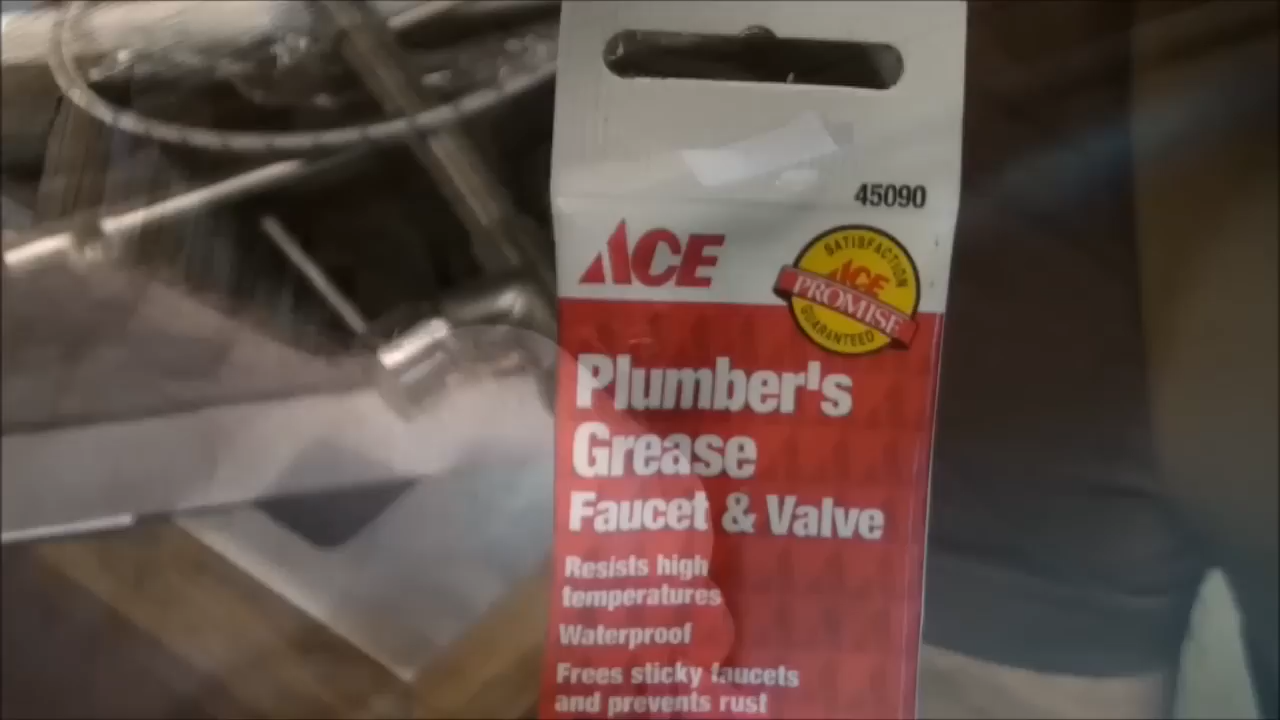 45090
ACE
SATISFACTION
ACE
PROMISE
GUARANTEED
Plumber's
Grease
Faucet & Valve
Resists high
temperatures
Waterproof
Frees sticky faucets
and prevents rust